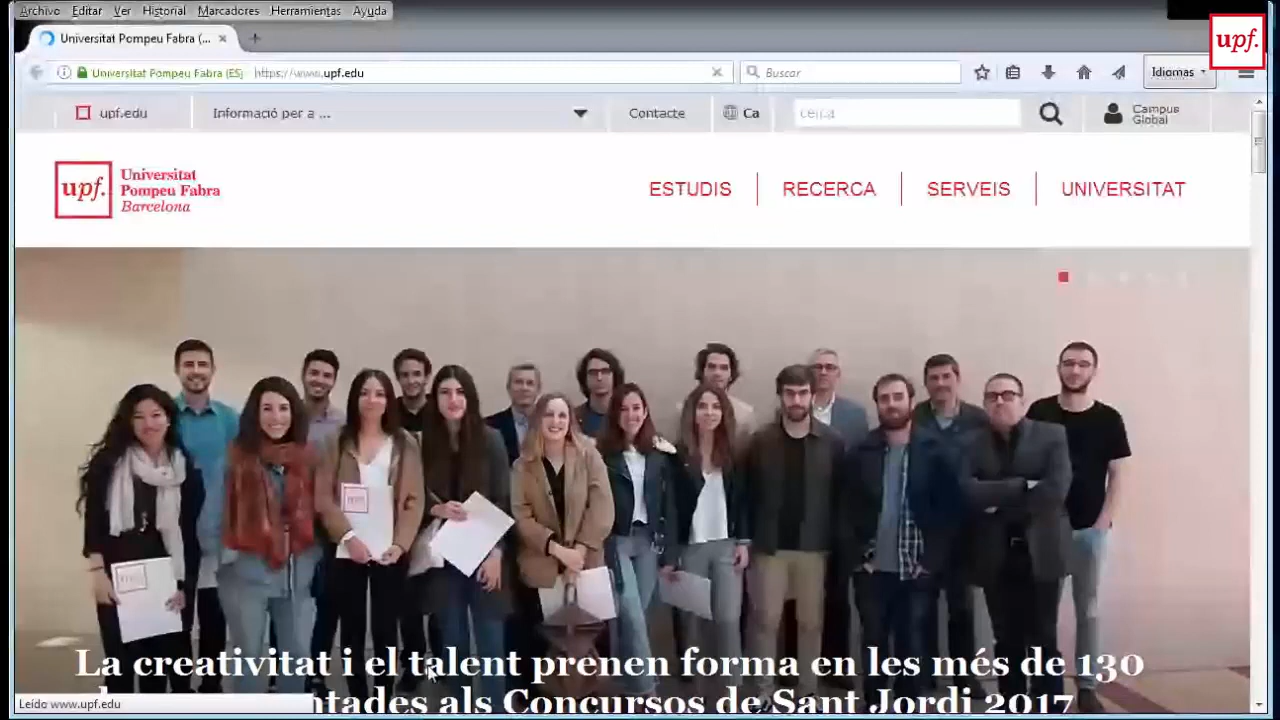 Archivo Editar Ver Historial Marcadores Herramientas Ayuda
Universitat Pompeu Fabra (...
upf.
Universitat Pompeu Fabra (ES) https://www.upf.edu
Buscar
Idiomas
upf.edu
Informació per a ...
Contacte
Ca
cerca
Campus
Global
upf.
Universitat
Pompeu Fabra
Barcelona
ESTUDIS
RECERCA
SERVEIS
UNIVERSITAT
La creativitat i el talent prenen forma en les més de 130
als Concursos de Sant Jordi 2017
Leído www.upf.edu